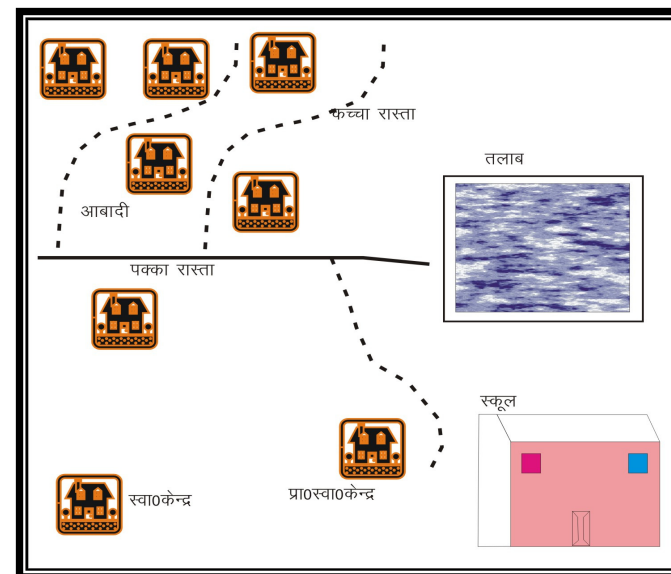 कच्चा रास्ता
तलाब
आबादी
पक्का रास्ता
स्कूल
स्वा0केन्द्र
प्रा0स्वा0केन्द्र